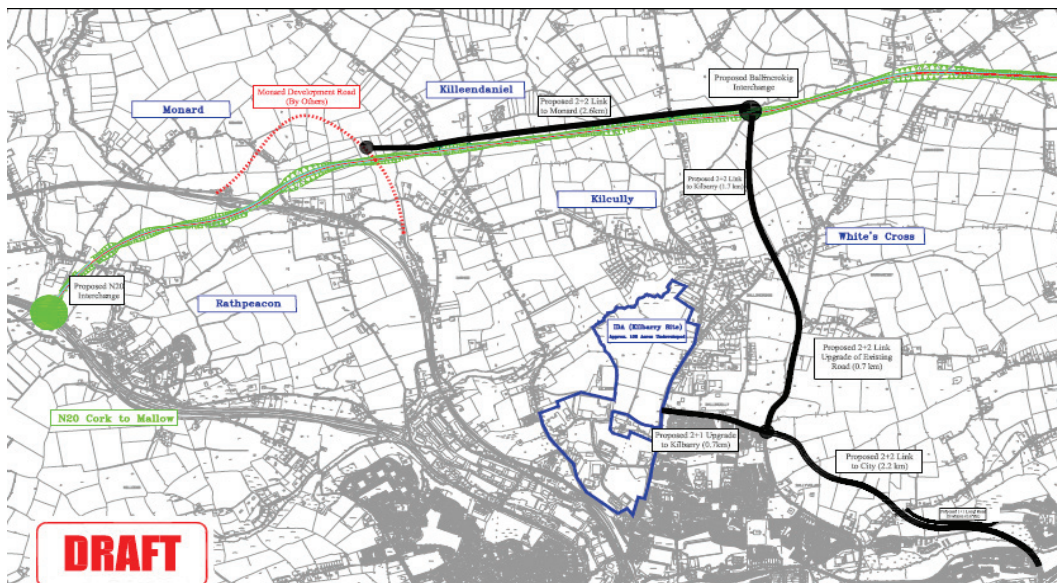 Proposed Ballincrokig
Interchange
Monard Development Road
(By Others)
Killeendaniel
Monard
Proposed 2+2 Link
to Monard (2.6km)
Proposed 2+2 Link
to Kilbarry (1.7 km)
Kilcully
White's Cross
Proposed N20
Interchange
Rathpeacon
IDA (Kilbarry Site)
Approx. Acres Undeveloped
Proposed 2+2 Link
Upgrade of Existing
Road (0.7 km)
N20 Cork to Mallow
Proposed 2+1 Upgrade
to Kilbarry (0.7km)
Proposed 2+2 Link
to City (2.2 km)
DRAFT